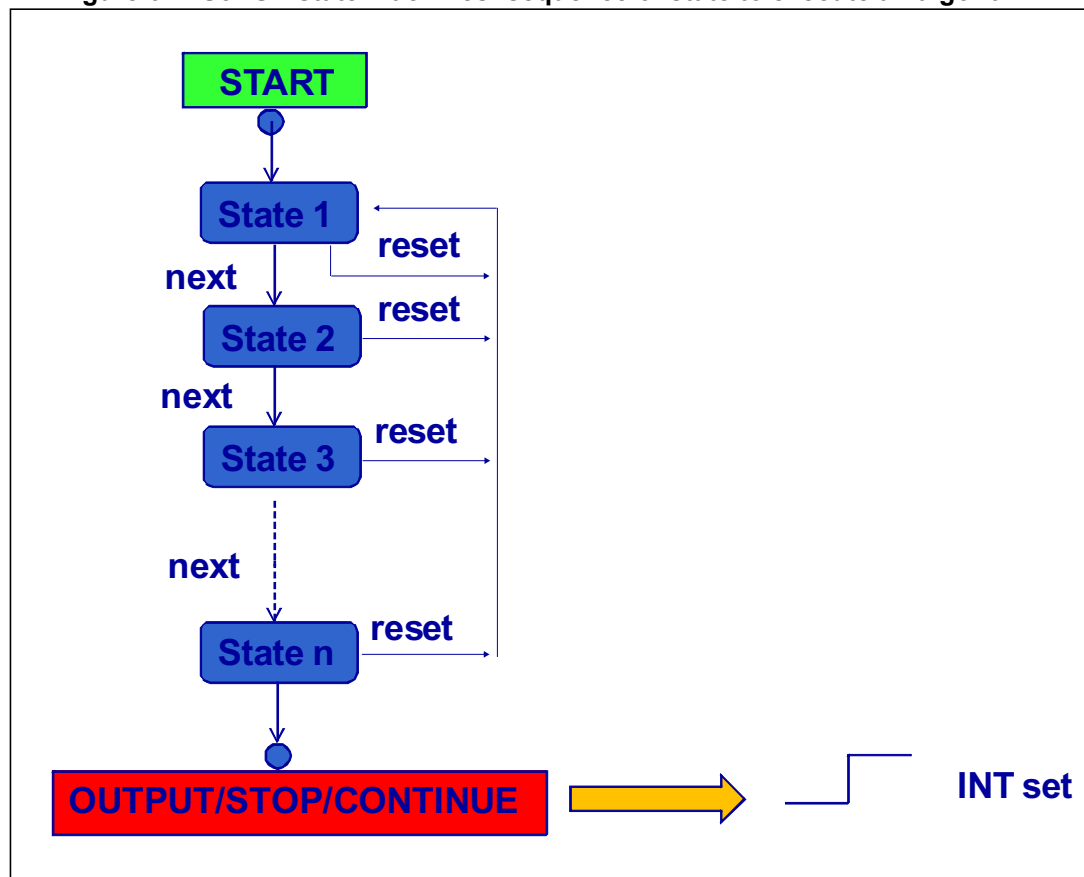 START
State 1
reset
next
reset
State 2
next
reset
State 3
next
reset
State n
OUTPUT/STOP/CONTINUE
INT set